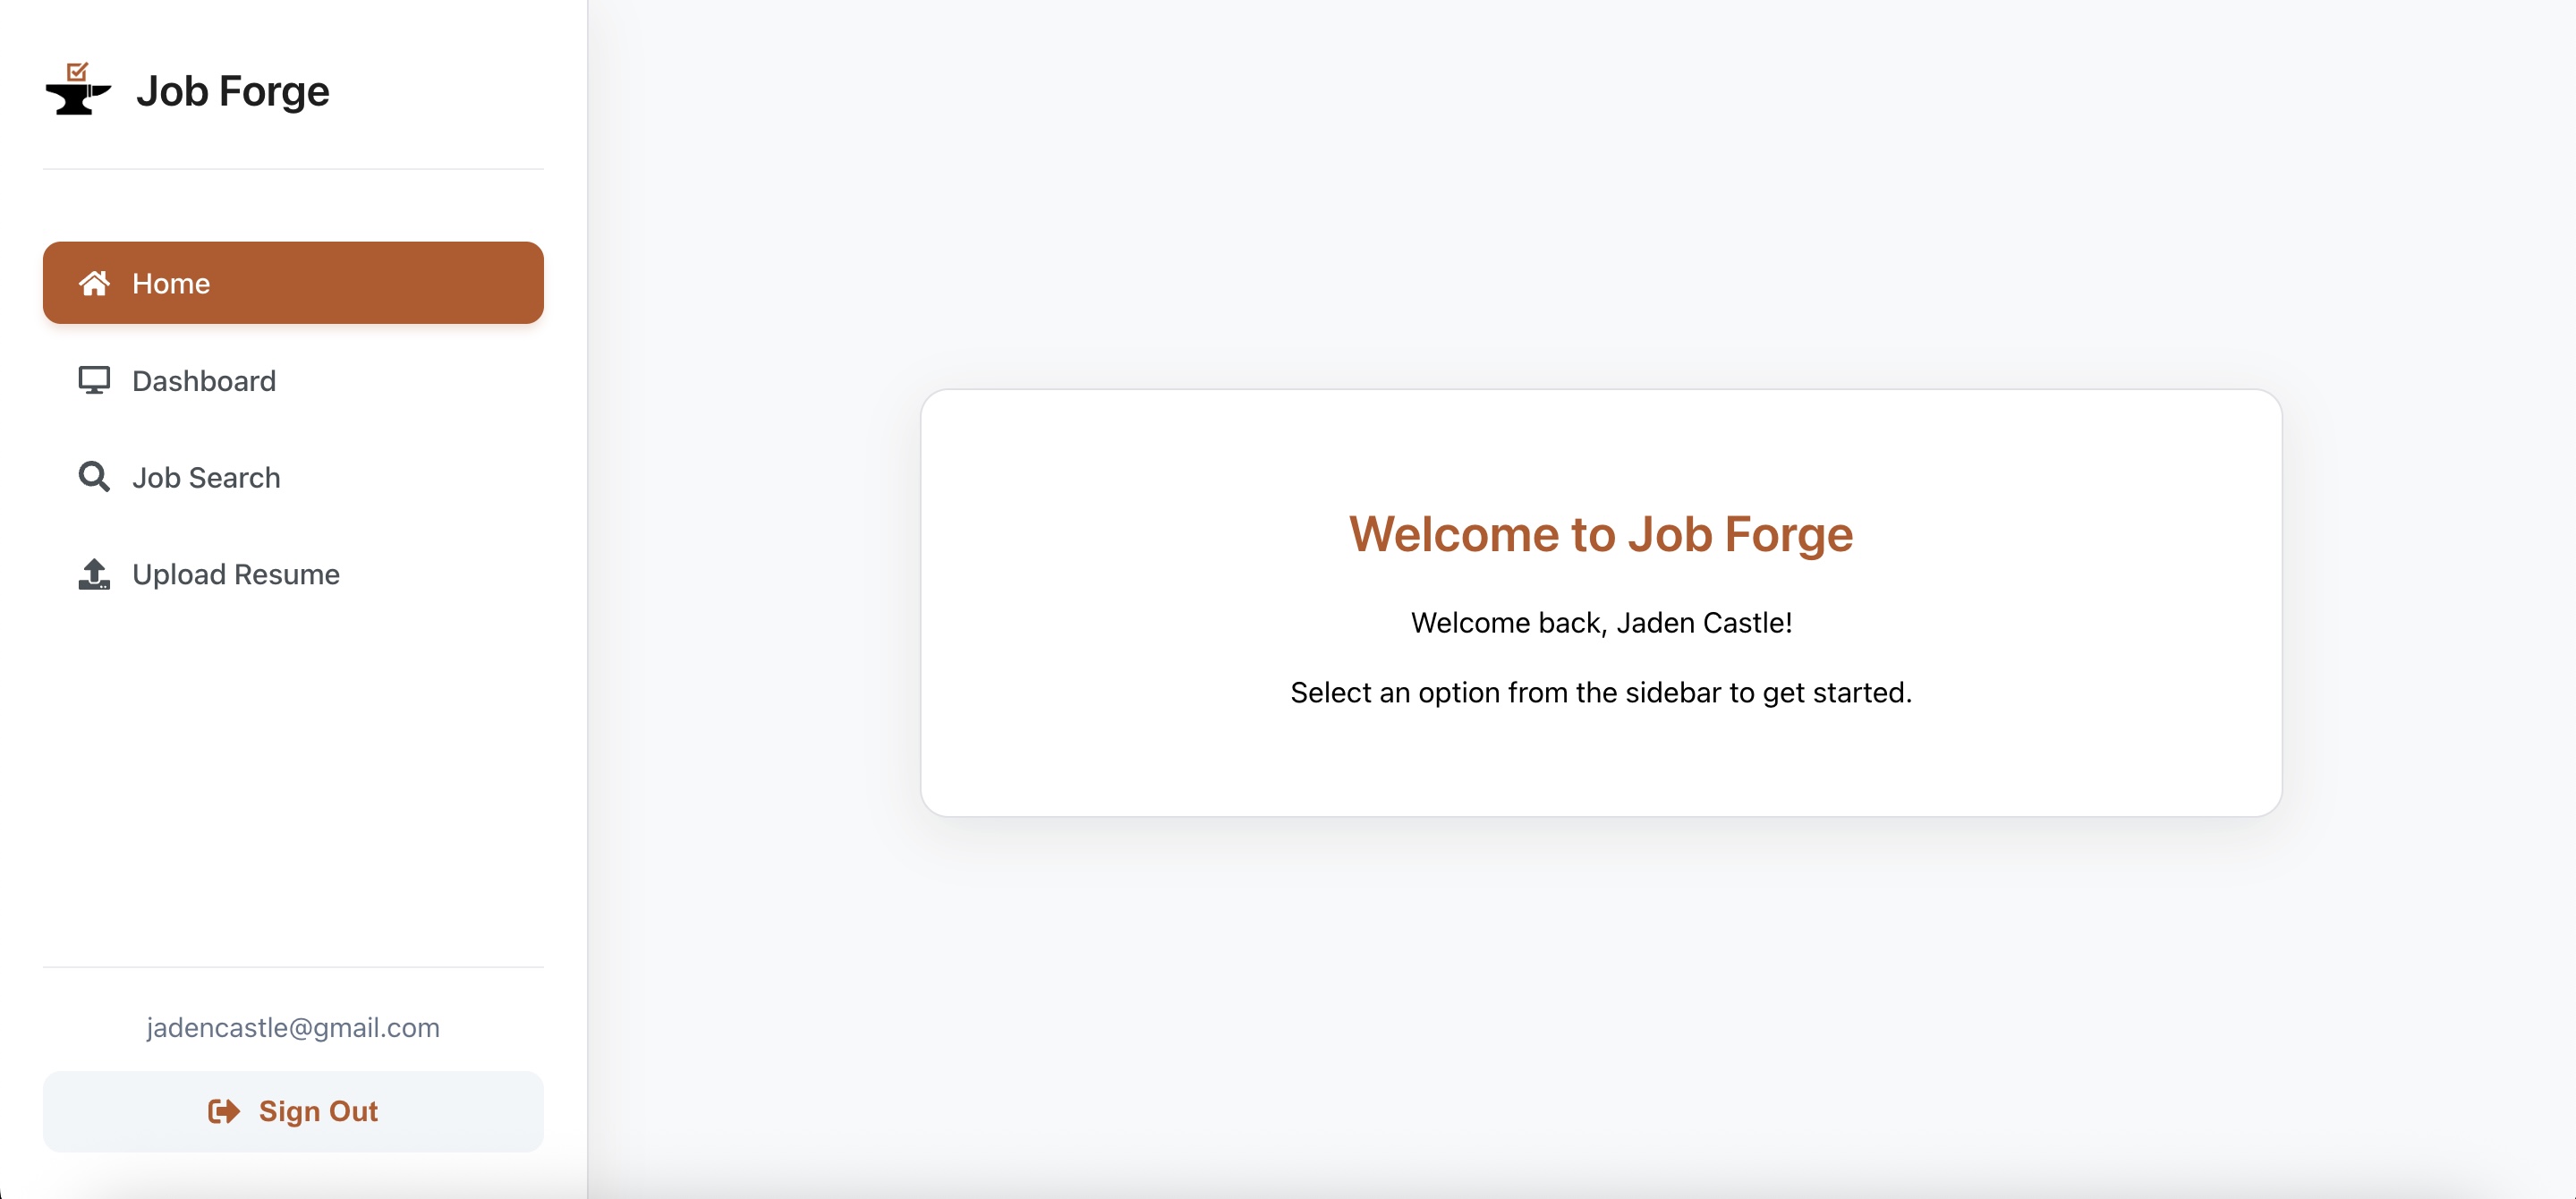 Job Forge
Home
Dashboard
Job Search
Upload Resume
jadencastle@gmail.com
Sign Out
Welcome to Job Forge
Welcome back, Jaden Castle!
Select an option from the sidebar to get started.